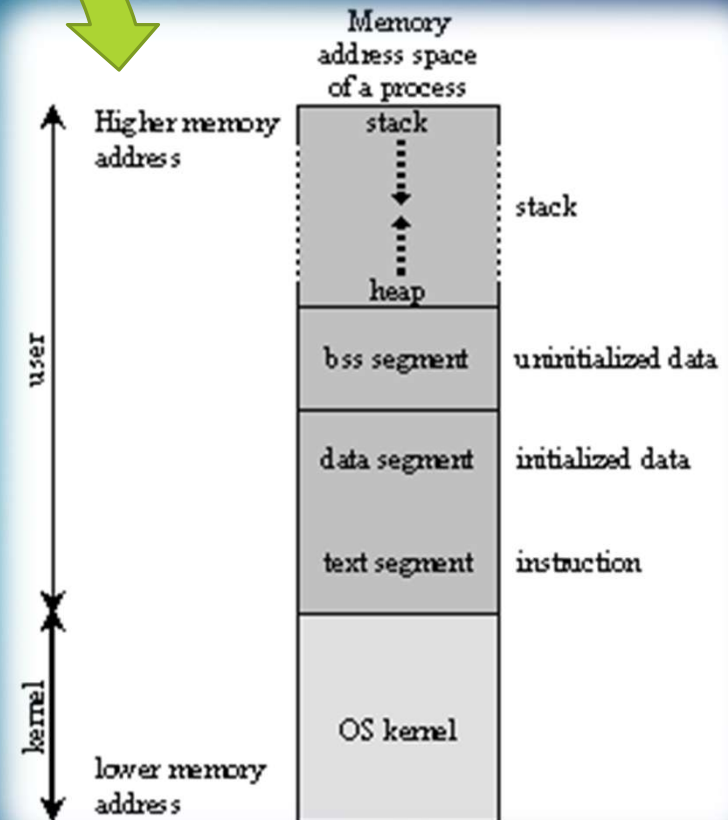 Memory
address space
of a process
Higher memory
address
stack
stack
heap
user
bss segment
uninitialized data
data segment
initialized data
text segment
instruction
kernel
OS kernel
lower memory
address